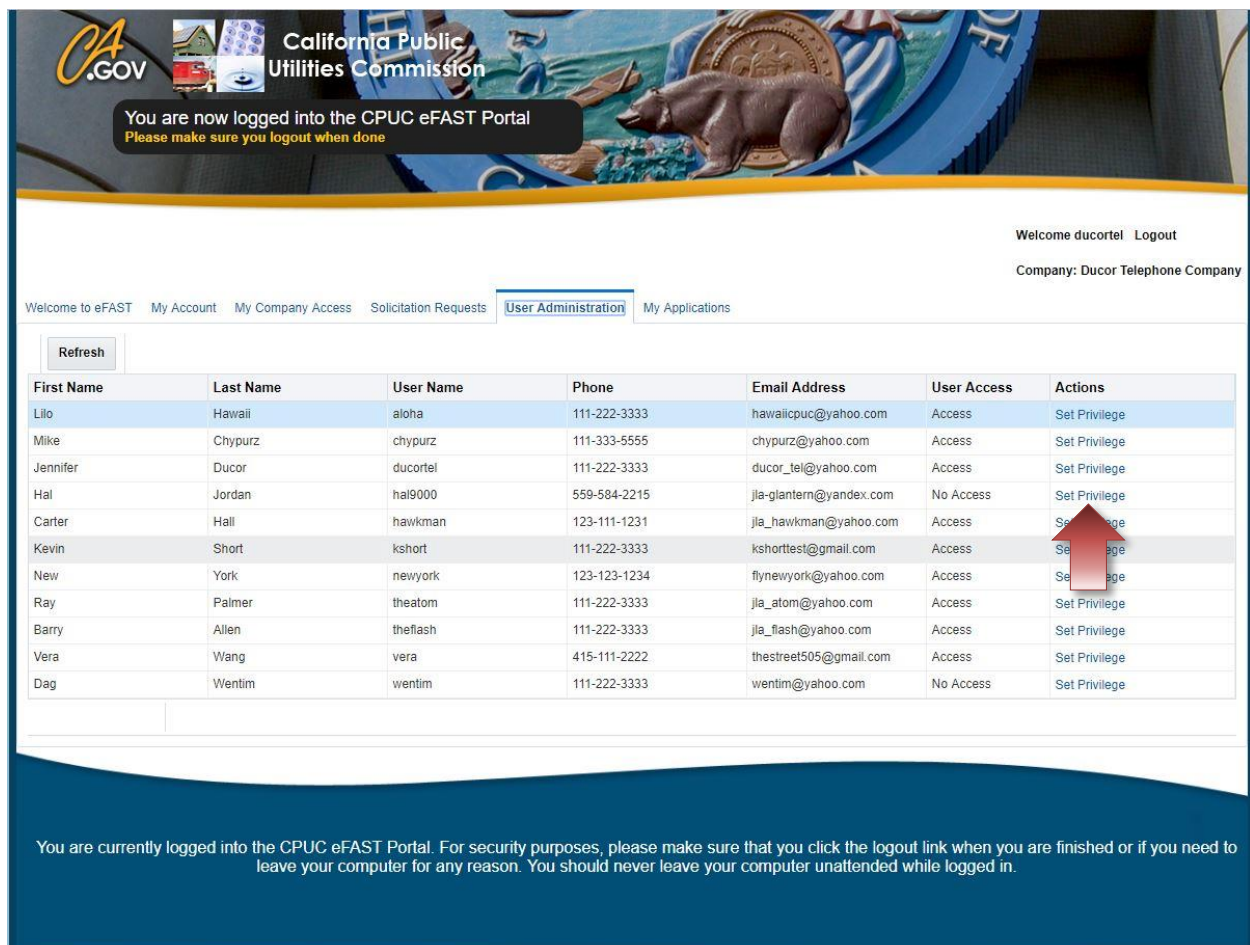 CA
.GOV
California Public
Utilities Commission
You are now logged into the CPUC eFAST Portal
Please make sure you logout when done
Welcome ducortel Logout
Company: Ducor Telephone Company
Welcome to eFAST My Account My Company Access Solicitation Requests User Administration My Applications
Refresh
First Name Last Name User Name Phone Email Address User Access Actions
Lilo Hawaii aloha 111-222-3333 hawaiicpuc@yahoo.com Access Set Privilege
Mike Chypurz chypurz 111-333-5555 chypurz@yahoo.com Access Set Privilege
Jennifer Ducor ducortel 111-222-3333 ducor_tel@yahoo.com Access Set Privilege
Hal Jordan hal9000 559-584-2215 jla-glantern@yandex.com No Access Set Privilege
Carter Hall hawkman 123-111-1231 jla_hawkman@yahoo.com Access
Kevin Short kshort 111-222-3333 kshorttest@gmail.com Access
New York newyork 123-123-1234 flynewyork@yahoo.com Access
Ray Palmer theatom 111-222-3333 jla_atom@yahoo.com Access Set Privilege
Barry Allen theflash 111-222-3333 jla_flash@yahoo.com Access Set Privilege
Vera Wang vera 415-111-2222 thestreet505@gmail.com Access Set Privilege
Dag Wentim wentim 111-222-3333 wentim@yahoo.com No Access Set Privilege
You are currently logged into the CPUC eFAST Portal. For security purposes, please make sure that you click the logout link when you are finished or if you need to
leave your computer for any reason. You should never leave your computer unattended while logged in.